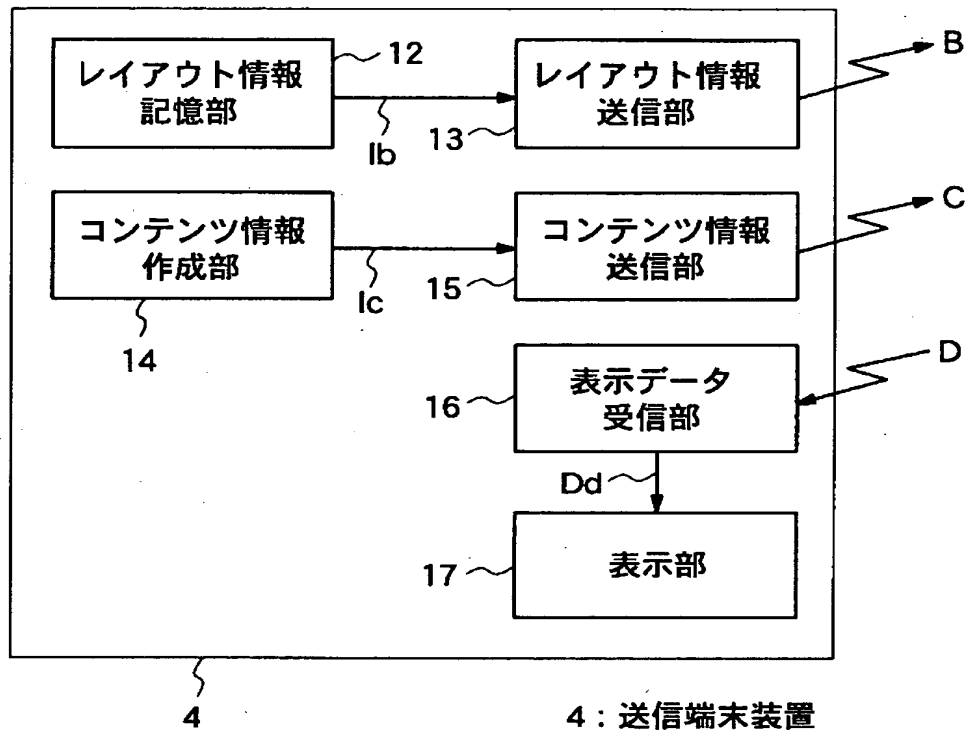 レイアウト情報
記憶部
12
Ib
レイアウト情報
送信部
13
B
コンテンツ情報
作成部
14
Ic
コンテンツ情報
送信部
15
C
表示データ
受信部
16
D
Dd
表示部
17
4
4:送信端末装置